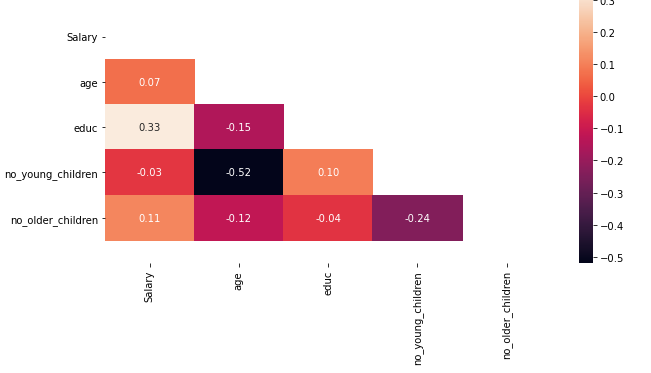 0.3
Salary
0.2
age
0.07
0.1
0.0
educ
0.33
-0.15
−0.1
no_young_children
-0.03
-0.52
0.10
−0.2
−0.3
no_older_children
0.11
-0.12
-0.04
-0.24
−0.4
−0.5
Salary
age
educ
no_young_children
no_older_children